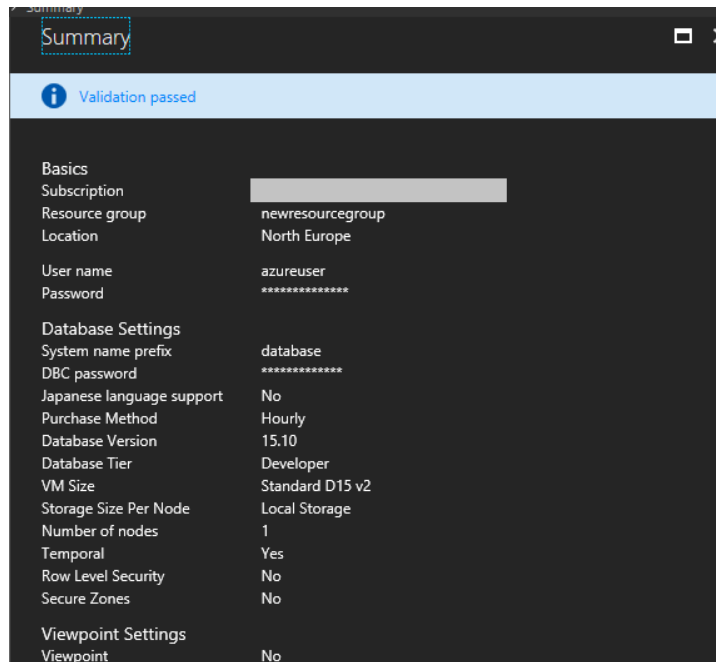 Summary
Summary
Validation passed
Basics
Subscription
Resource group newresourcegroup
Location North Europe
User name azureuser
Password **************
Database Settings
System name prefix database
DBC password *************
Japanese language support No
Purchase Method Hourly
Database Version 15.10
Database Tier Developer
VM Size Standard D15 v2
Storage Size Per Node Local Storage
Number of nodes 1
Temporal Yes
Row Level Security No
Secure Zones No
Viewpoint Settings
Viewpoint No